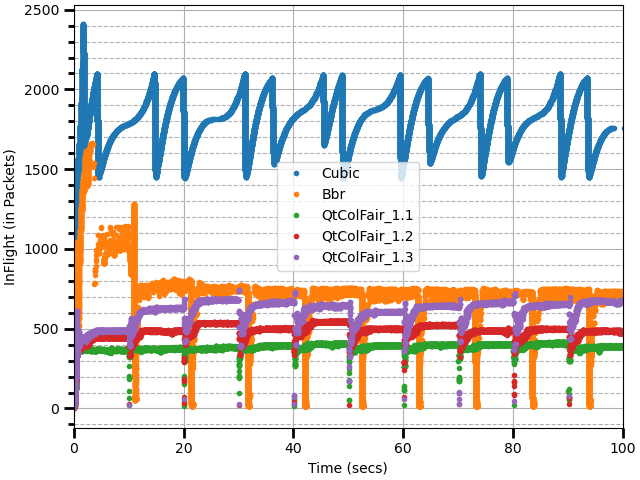 2500
2000
1500
1000
500
0
InFlight (in Packets)
Cubic
Bbr
QtColFair_1.1
QtColFair_1.2
QtColFair_1.3
0 20 40 60 80 100
Time (secs)